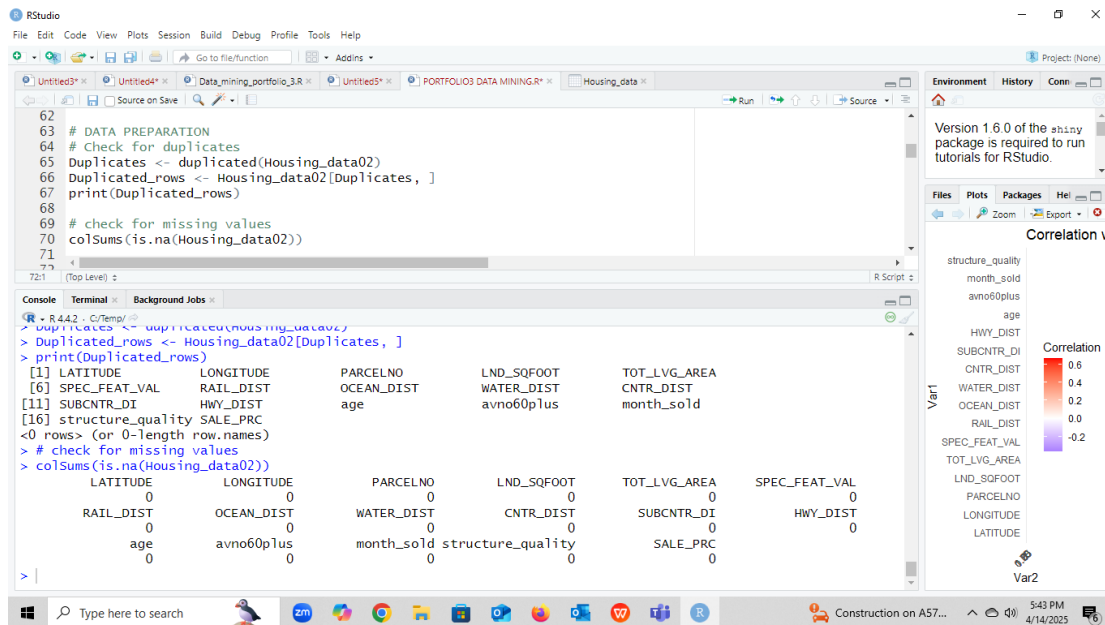 RStudio
File Edit Code View Plots Session Build Debug Profile Tools Help
Go to file/function Addins Project: (None)
Untitled3* Untitled4* Data_mining_portfolio_3.R Untitled5* PORTFOLIO3 DATA MINING.R* Housing_data
Source on Save Run Source
62
63 # DATA PREPARATION
64 # Check for duplicates
65 Duplicates <- duplicated(Housing_data02)
66 Duplicated_rows <- Housing_data02[Duplicates, ]
67 print(Duplicated_rows)
68
69 # check for missing values
70 colSums(is.na(Housing_data02))
71
72
72:1 (Top Level) R Script
Console Terminal Background Jobs
R 4.4.2 · C:/Temp/
> Duplicates <- duplicated(Housing_data02)
> Duplicated_rows <- Housing_data02[Duplicates, ]
> print(Duplicated_rows)
[1] LATITUDE LONGITUDE PARCELNO LND_SQFOOT TOT_LVG_AREA
[6] SPEC_FEAT_VAL RAIL_DIST OCEAN_DIST WATER_DIST CNTR_DIST
[11] SUBCNTR_DI HWY_DIST age avno60plus month_sold
[16] structure_quality SALE_PRC
<0 rows> (or 0-length row.names)
> # check for missing values
> colSums(is.na(Housing_data02))
LATITUDE LONGITUDE PARCELNO LND_SQFOOT TOT_LVG_AREA SPEC_FEAT_VAL
0 0 0 0 0 0
RAIL_DIST OCEAN_DIST WATER_DIST CNTR_DIST SUBCNTR_DI HWY_DIST
0 0 0 0 0 0
age avno60plus month_sold structure_quality SALE_PRC
0 0 0 0 0
>
Environment History Conn
Version 1.6.0 of the shiny
package is required to run
tutorials for RStudio.
Files Plots Packages Hel
Zoom Export
Correlation
structure_quality
month_sold
avno60plus
age
HWY_DIST
SUBCNTR_DI
CNTR_DIST
WATER_DIST
OCEAN_DIST
RAIL_DIST
SPEC_FEAT_VAL
TOT_LVG_AREA
LND_SQFOOT
PARCELNO
LONGITUDE
LATITUDE
Var1
Var2
Correlation
0.6
0.4
0.2
0.0
-0.2
Type here to search
zm
Construction on A57...
5:43 PM
4/14/2025
6